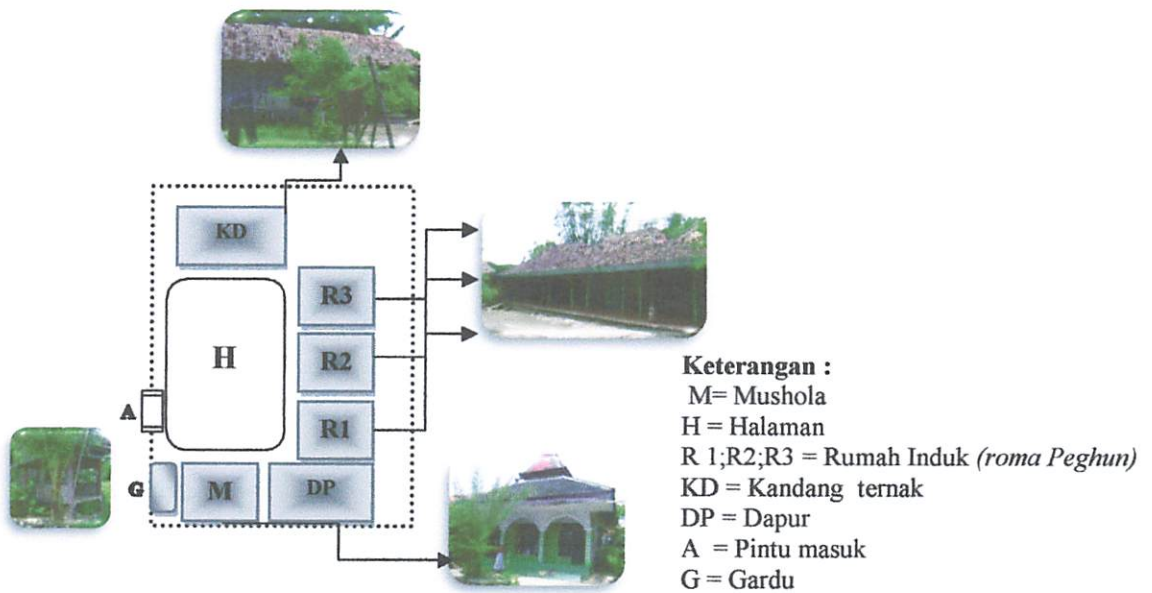 KD
R3
H
R2
A
R1
G
M
DP
Keterangan :
M= Mushola
H = Halaman
R 1;R2;R3 = Rumah Induk (roma Peghun)
KD = Kandang ternak
DP = Dapur
A = Pintu masuk
G = Gardu